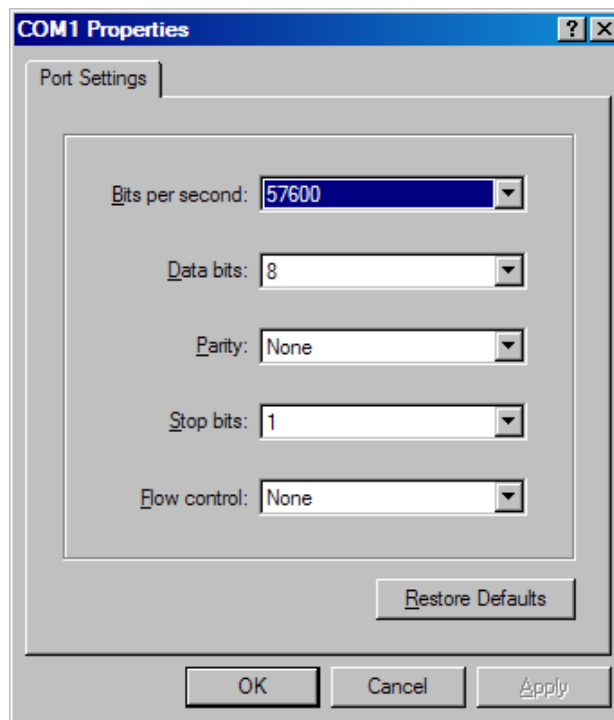 COM1 Properties
Port Settings
Bits per second: 57600
Data bits: 8
Parity: None
Stop bits: 1
Flow control: None
Restore Defaults
OK Cancel Apply